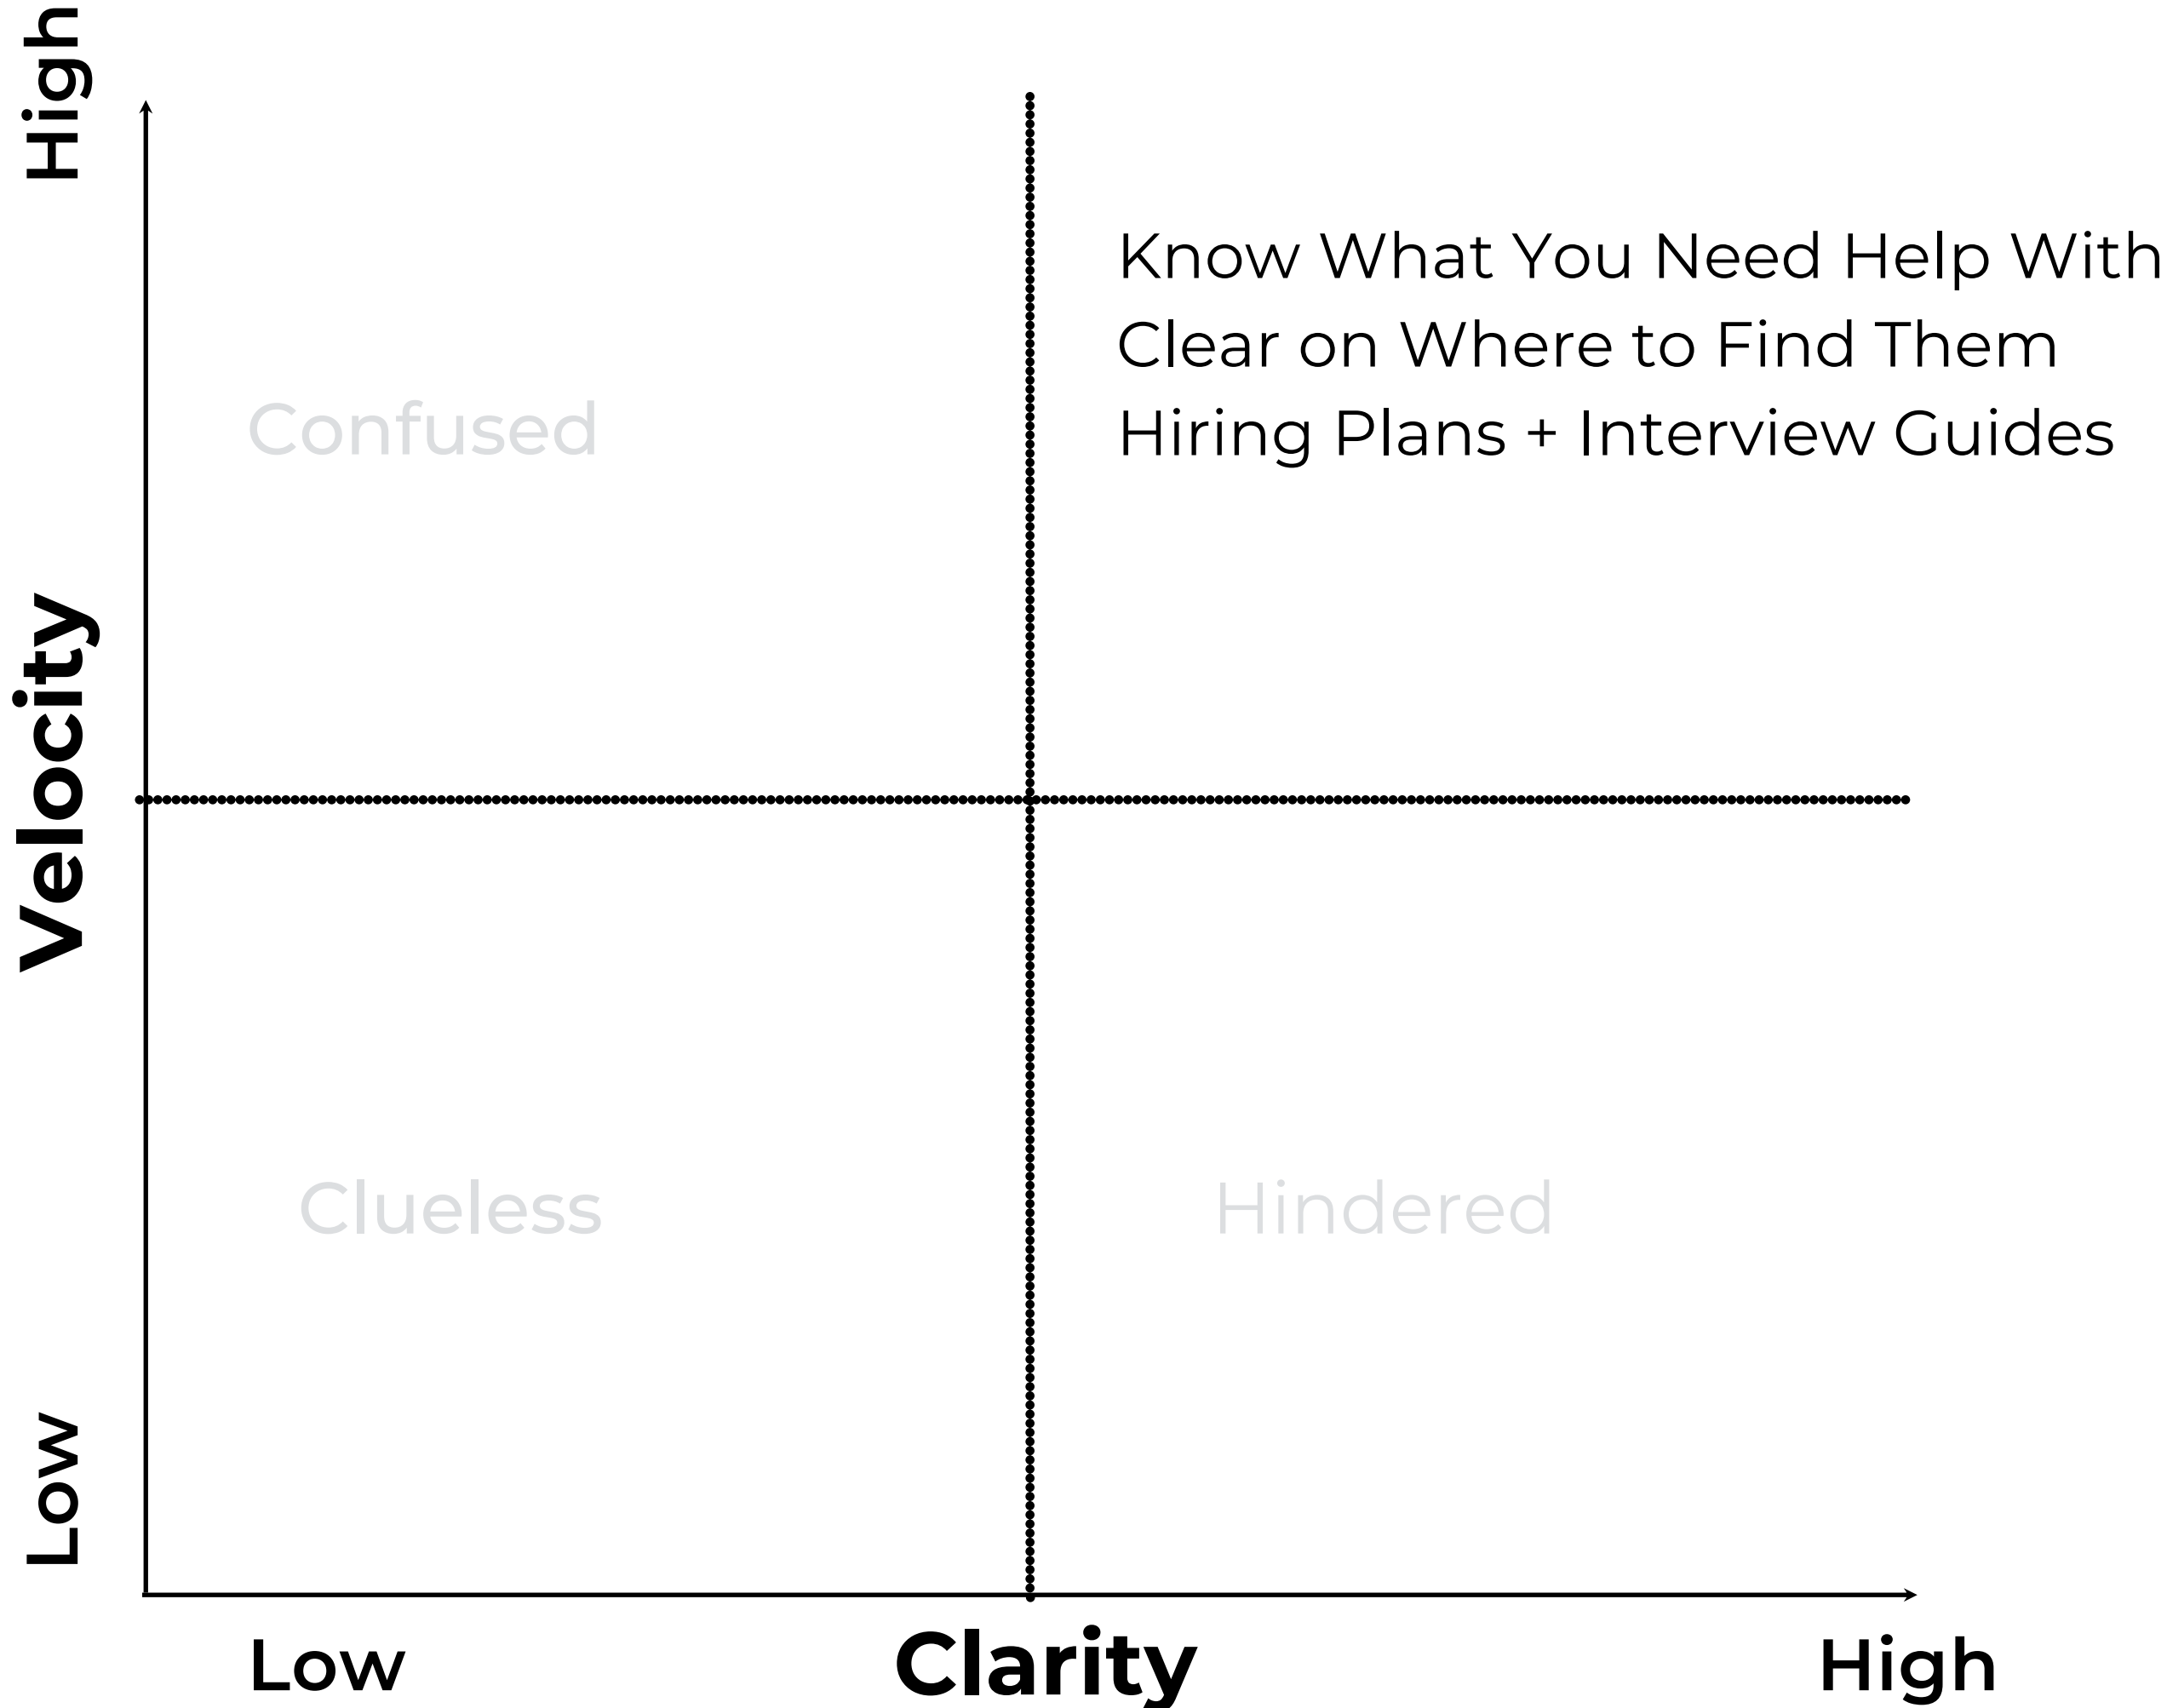 High
Know What You Need Help With
Clear on Where to Find Them
Confused
Hiring Plans + Interview Guides
Velocity
Clueless
Hindered
Low
Low
Clarity
High